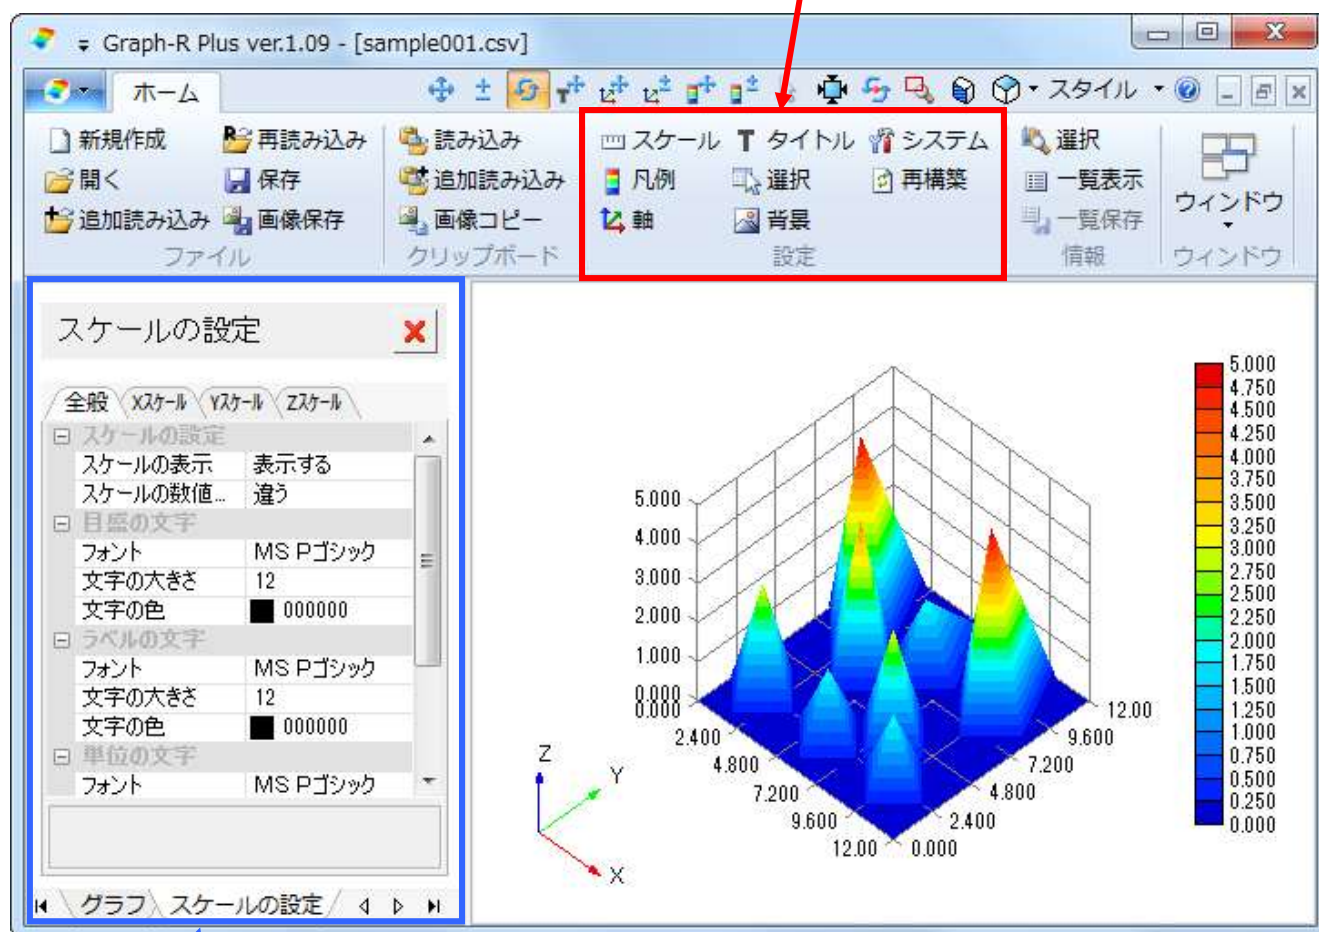 Graph-R Plus ver.1.09 - [sample001.csv]
ホーム
スタイル
新規作成 再読み込み 読み込み スケール タイトル システム 選択
開く 保存 追加読み込み 凡例 選択 再構築 一覧表示
追加読み込み 画像保存 画像コピー 軸 背景 一覧保存
ウィンドウ
ファイル クリップボード 設定 情報 ウィンドウ
スケールの設定
全般 Xスケール Yスケール Zスケール
スケールの設定
スケールの表示 表示する
スケールの数値... 違う
目盛の文字
フォント MS Pゴシック
文字の大きさ 12
文字の色 000000
ラベルの文字
フォント MS Pゴシック
文字の大きさ 12
文字の色 000000
単位の文字
フォント MS Pゴシック
グラフ スケールの設定
5.000
4.000
3.000
2.000
1.000
0.000
0.000
2.400
4.800
7.200
9.600
12.00
0.000
2.400
4.800
7.200
9.600
12.00
Z
Y
X
5.000
4.750
4.500
4.250
4.000
3.750
3.500
3.250
3.000
2.750
2.500
2.250
2.000
1.750
1.500
1.250
1.000
0.750
0.500
0.250
0.000